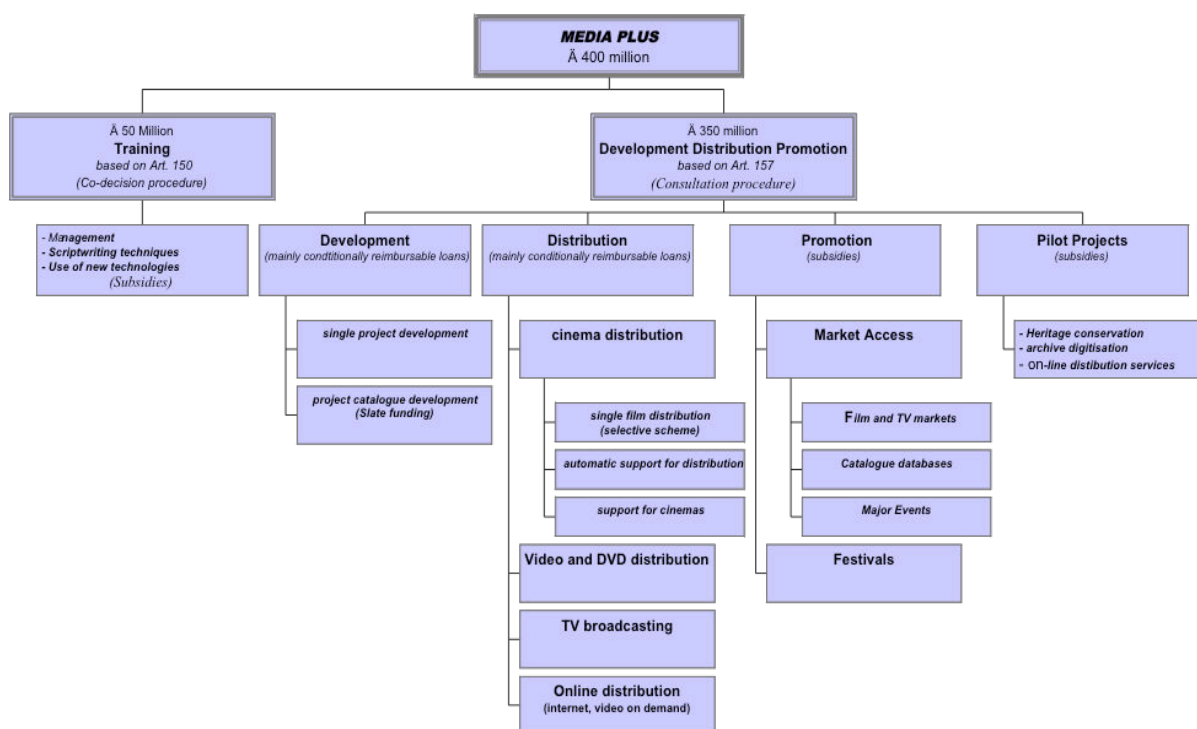 MEDIA PLUS
Ä 400 million
Ä 50 Million
Training
based on Art. 150
(Co-decision procedure)
Ä 350 million
Development Distribution Promotion
based on Art. 157
(Consultation procedure)
- Management
- Scriptwriting techniques
- Use of new technologies
(Subsidies)
Development
(mainly condtitionally reimbursable loans)
single project development
project catalogue development
(Slate funding)
Distribution
(mainly conditionally reimbursable loans)
cinema distribution
single film distribution
(selective scheme)
automatic support for distribution
support for cinemas
Video and DVD distribution
TV broadcasting
Online distribution
(internet, video on demand)
Promotion
(subsidies)
Market Access
Film and TV markets
Catalogue databases
Major Events
Festivals
Pilot Projects
(subsidies)
- Heritage conservation
- archive digitisation
- on-line distibution services